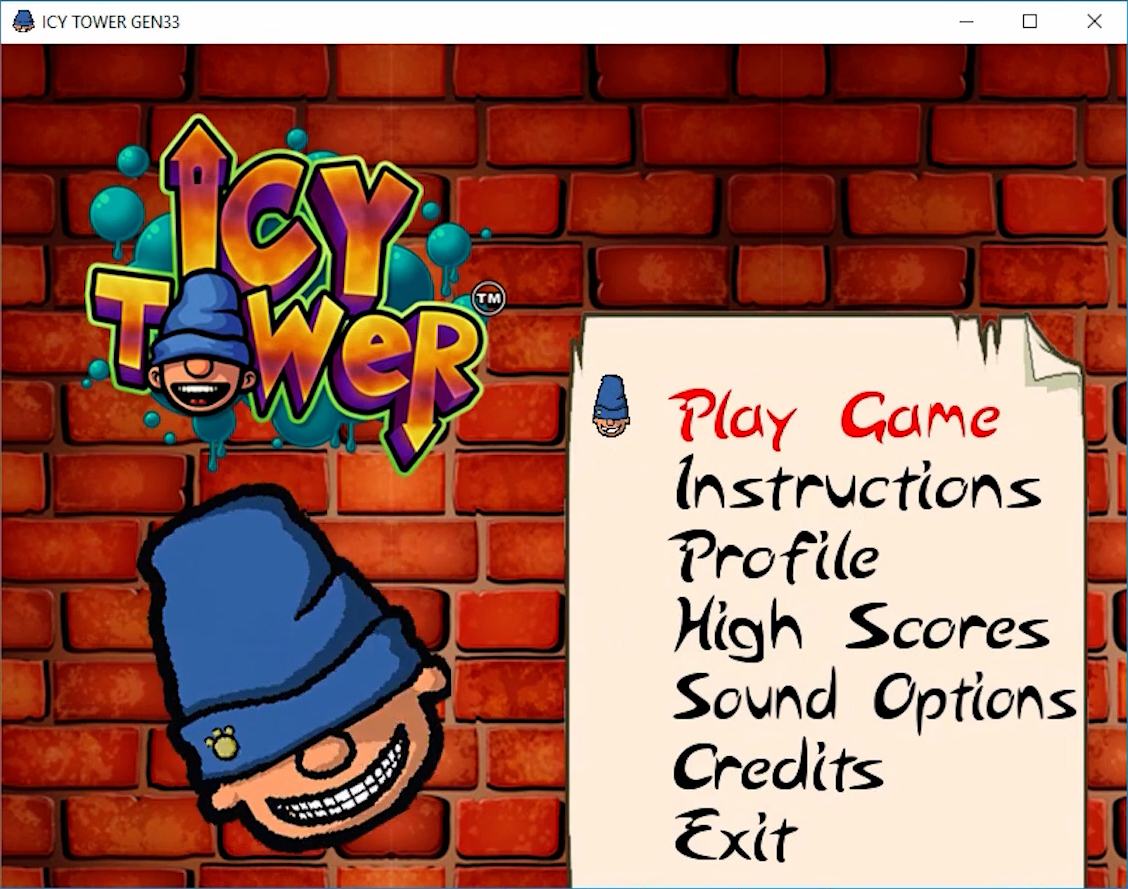 ICY TOWER GEN33
ICY
TOWER
TM
Play Game
Instructions
Profile
High Scores
Sound Options
Credits
Exit